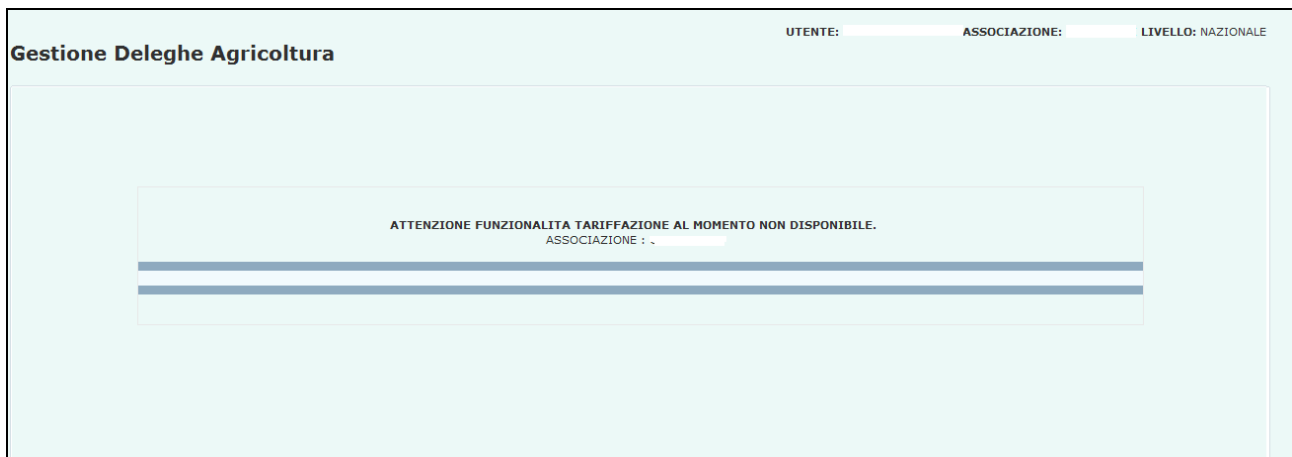 UTENTE: ASSOCIAZIONE: LIVELLO: NAZIONALE
Gestione Deleghe Agricoltura
ATTENZIONE FUNZIONALITA TARIFFAZIONE AL MOMENTO NON DISPONIBILE.
ASSOCIAZIONE :